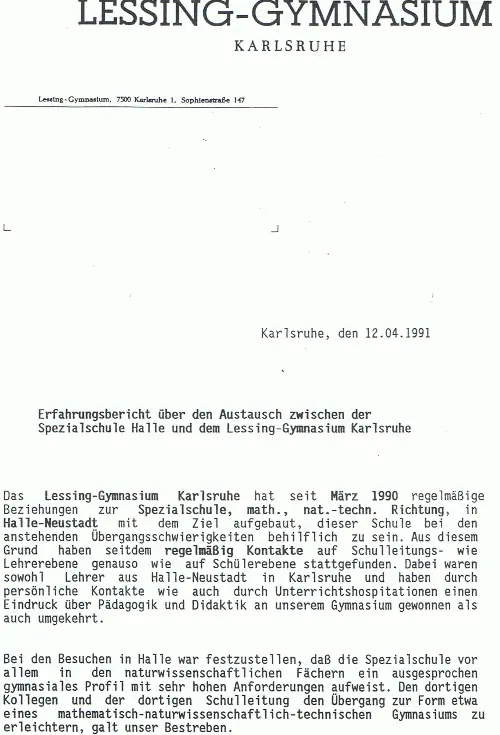 LESSING-GYMNASIUM
KARLSRUHE
Lessing-Gymnasium, 7500 Karlsruhe 1, Sophienstraße 147
Karlsruhe, den 12.04.1991
Erfahrungsbericht über den Austausch zwischen der
Spezialschule Halle und dem Lessing-Gymnasium Karlsruhe
Das Lessing-Gymnasium Karlsruhe hat seit März 1990 regelmäßige
Beziehungen zur Spezialschule, math., nat.-techn. Richtung, in
Halle-Neustadt mit dem Ziel aufgebaut, dieser Schule bei den
anstehenden Übergangsschwierigkeiten behilflich zu sein. Aus diesem
Grund haben seitdem regelmäßig Kontakte auf Schulleitungs- wie
Lehrerebene genauso wie auf Schülerebene stattgefunden. Dabei waren
sowohl Lehrer aus Halle-Neustadt in Karlsruhe und haben durch
persönliche Kontakte wie auch durch Unterrichtshospitationen einen
Eindruck über Pädagogik und Didaktik an unserem Gymnasium gewonnen als
auch umgekehrt.
Bei den Besuchen in Halle war festzustellen, daß die Spezialschule vor
allem in den naturwissenschaftlichen Fächern ein ausgesprochen
gymnasiales Profil mit sehr hohen Anforderungen aufweist. Den dortigen
Kollegen und der dortigen Schulleitung den Übergang zur Form etwa
eines mathematisch-naturwissenschaftlich-technischen Gymnasiums zu
erleichtern, galt unser Bestreben.